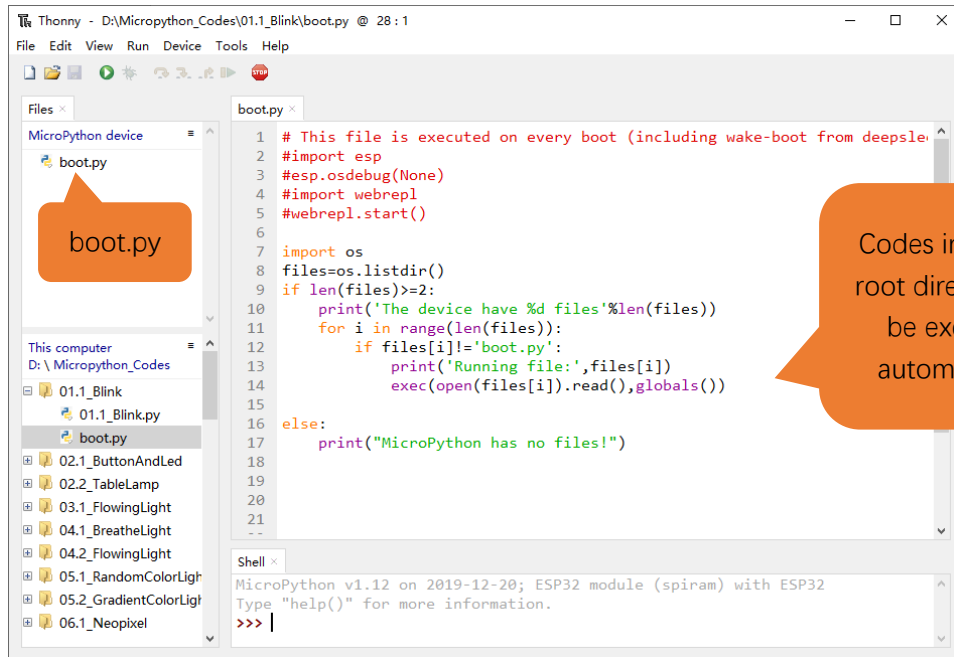 Thonny - D:\Micropython_Codes\01.1_Blink\boot.py @ 28 : 1
File Edit View Run Device Tools Help
Files
MicroPython device
boot.py
boot.py
This computer
D: \ Micropython_Codes
01.1_Blink
01.1_Blink.py
boot.py
02.1_ButtonAndLed
02.2_TableLamp
03.1_FlowingLight
04.1_BreatheLight
04.2_FlowingLight
05.1_RandomColorLigh
05.2_GradientColorLigh
06.1_Neopixel
boot.py
1 # This file is executed on every boot (including wake-boot from deepslee
2 #import esp
3 #esp.osdebug(None)
4 #import webrepl
5 #webrepl.start()
6
7 import os
8 files=os.listdir()
9 if len(files)>=2:
10 print('The device have %d files'%len(files))
11 for i in range(len(files)):
12 if files[i]!='boot.py':
13 print('Running file:',files[i])
14 exec(open(files[i]).read(),globals())
15
16 else:
17 print("MicroPython has no files!")
18
19
20
21
Codes in
root dire
be exe
autom
Shell
MicroPython v1.12 on 2019-12-20; ESP32 module (spiram) with ESP32
Type "help()" for more information.
>>>